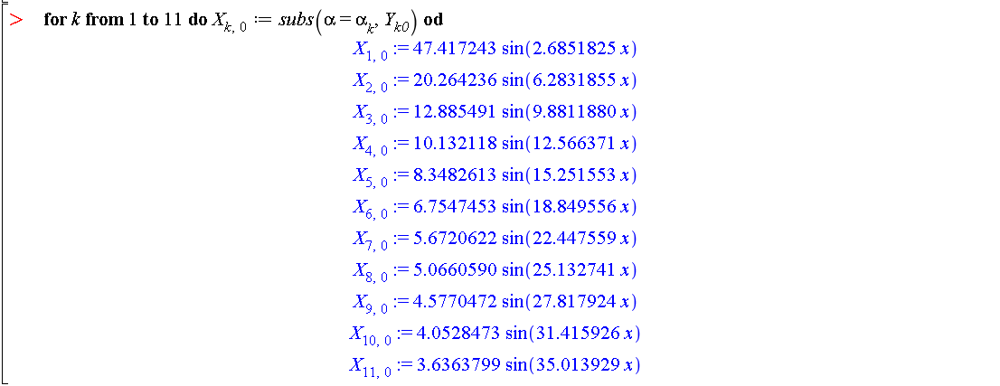 > for k from 1 to 11 do X_{k, 0} := subs(α = α_k, Y_{k0}) od
X_{1, 0} := 47.417243 sin(2.6851825 x)
X_{2, 0} := 20.264236 sin(6.2831855 x)
X_{3, 0} := 12.885491 sin(9.8811880 x)
X_{4, 0} := 10.132118 sin(12.566371 x)
X_{5, 0} := 8.3482613 sin(15.251553 x)
X_{6, 0} := 6.7547453 sin(18.849556 x)
X_{7, 0} := 5.6720622 sin(22.447559 x)
X_{8, 0} := 5.0660590 sin(25.132741 x)
X_{9, 0} := 4.5770472 sin(27.817924 x)
X_{10, 0} := 4.0528473 sin(31.415926 x)
X_{11, 0} := 3.6363799 sin(35.013929 x)